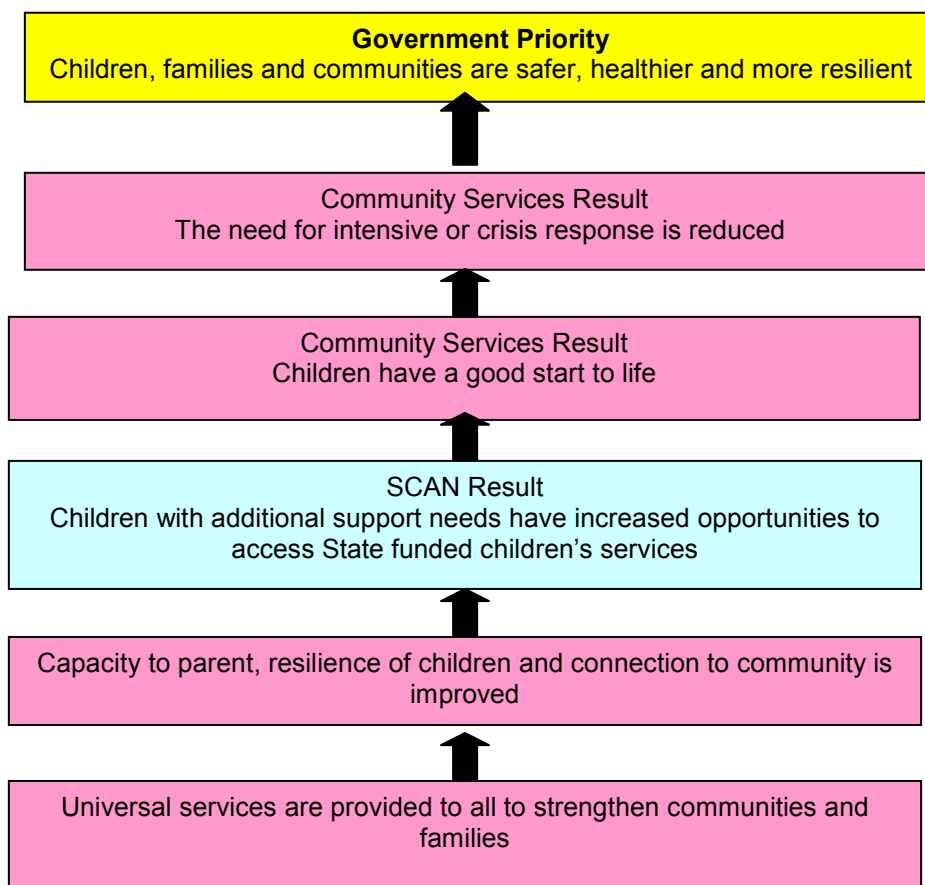 Government Priority
Children, families and communities are safer, healthier and more resilient
Community Services Result
The need for intensive or crisis response is reduced
Community Services Result
Children have a good start to life
SCAN Result
Children with additional support needs have increased opportunities to
access State funded children’s services
Capacity to parent, resilience of children and connection to community is
improved
Universal services are provided to all to strengthen communities and
families